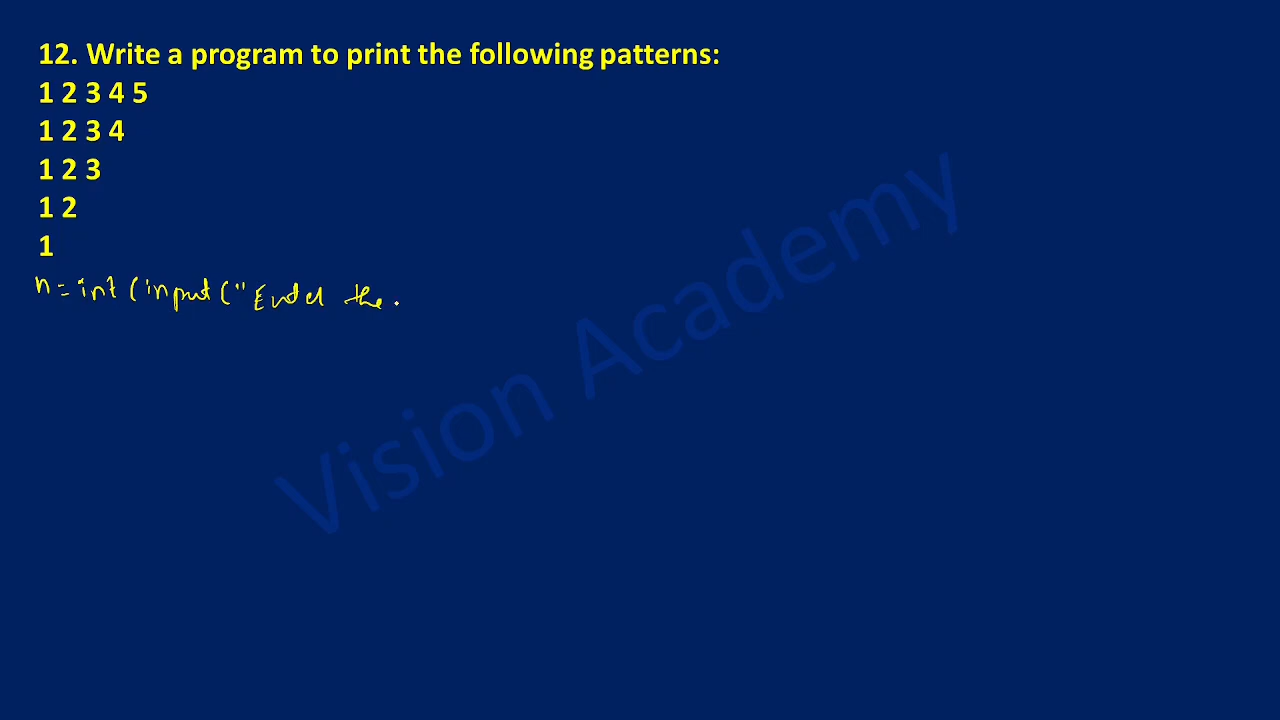 12. Write a program to print the following patterns:
1 2 3 4 5
1 2 3 4
1 2 3
1 2
1
n=int(input("Enter the
Vision Academy